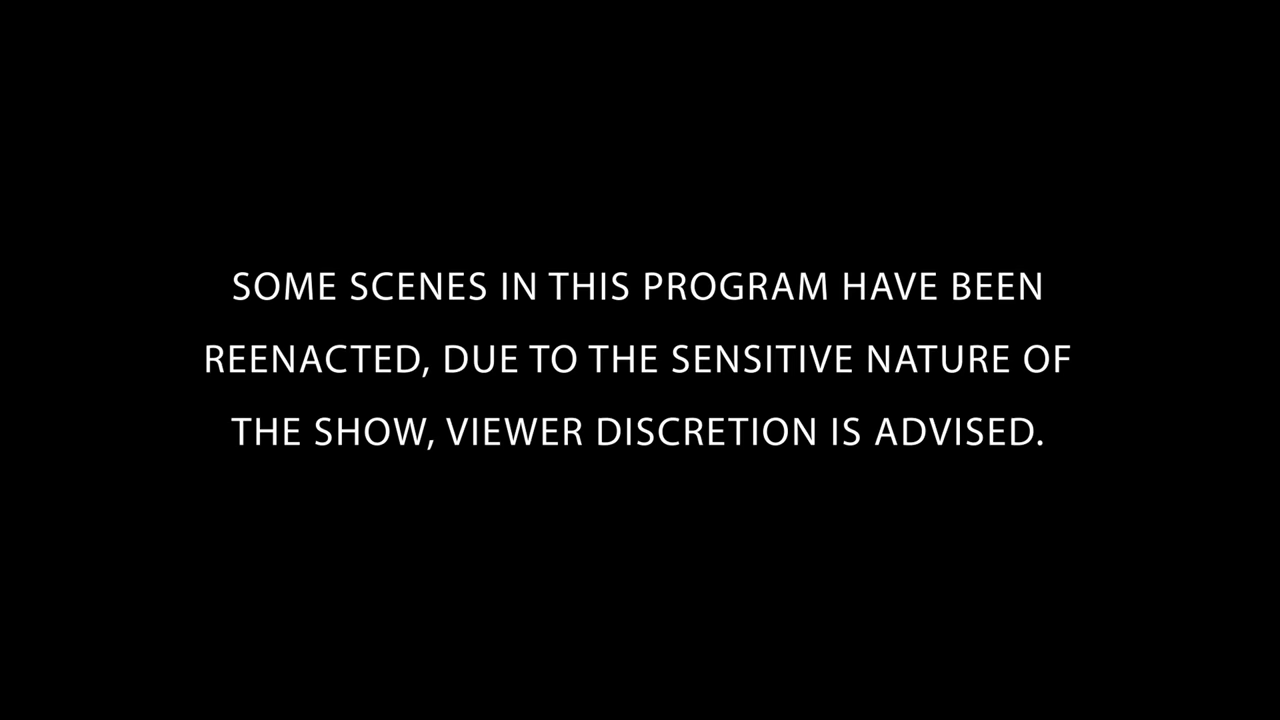 SOME SCENES IN THIS PROGRAM HAVE BEEN
REENACTED, DUE TO THE SENSITIVE NATURE OF
THE SHOW, VIEWER DISCRETION IS ADVISED.